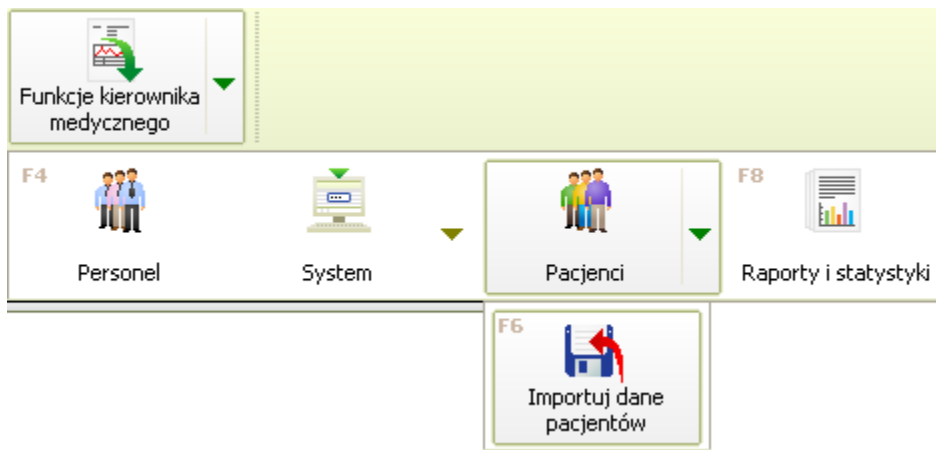 Funkcje kierownika
medycznego
F4
F8
Personel
System
Pacjenci
Raporty i statystyki
F6
Importuj dane
pacjentów